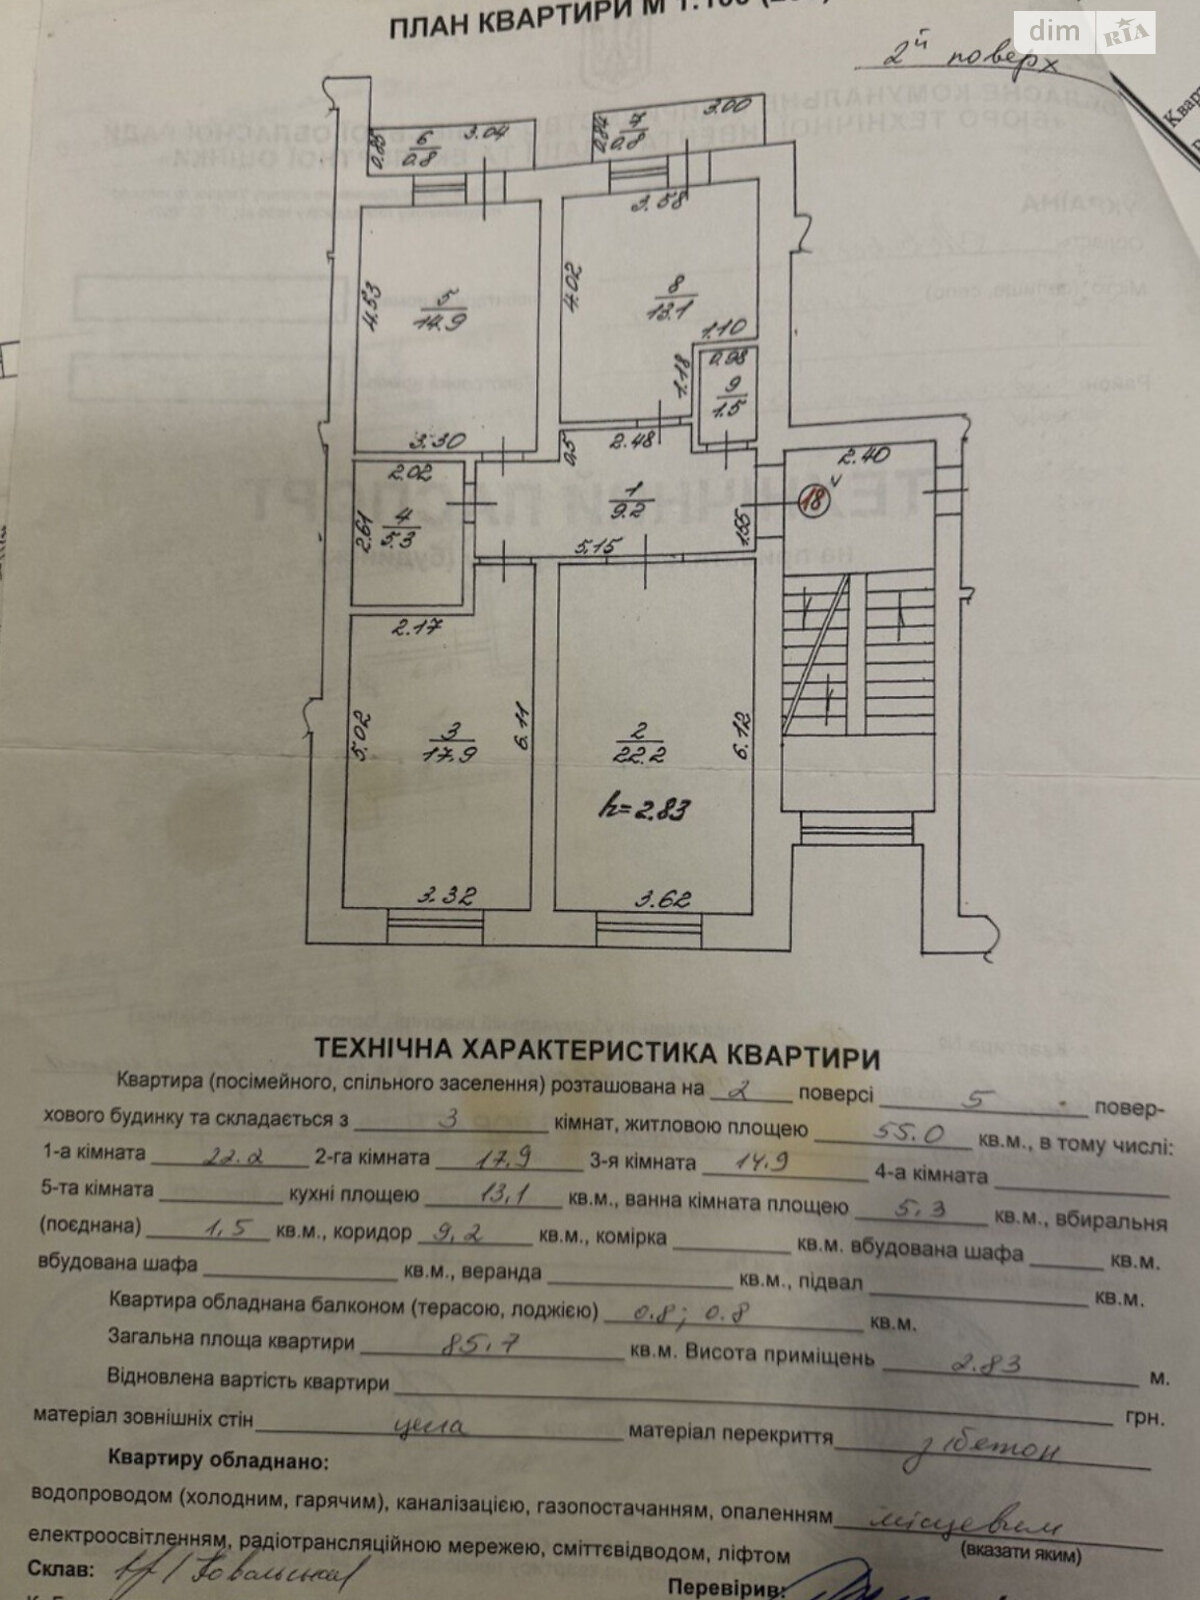 ПЛАН КВАРТИРИ М 1:100
dim RIA
2й поверх
6 0.8 3.04 0.85
7 0.8 3.00 0.84
5 14.9 4.53 3.30
8 13.1 3.58 4.02 1.10 1.18
9 1.5 0.98
1 9.2 0,5 2.48 5.15 1.55
18 2.40
4 5.3 2.02 2.61
3 17.9 2.17 5.02 6.11 3.32
2 22.2 6.12 3.62
h=2.83
ТЕХНІЧНА ХАРАКТЕРИСТИКА КВАРТИРИ
Квартира (посімейного, спільного заселення) розташована на 2 поверсі 5 повер-
хового будинку та складається з 3 кімнат, житловою площею 55.0 кв.м., в тому числі:
1-а кімната 22.2 2-га кімната 17,9 3-я кімната 14,9 4-а кімната
5-та кімната кухні площею 13,1 кв.м., ванна кімната площею 5.3 кв.м., вбиральня
(поєднана) 1,5 кв.м., коридор 9,2 кв.м., комірка кв.м. вбудована шафа кв.м.
вбудована шафа кв.м., веранда кв.м., підвал кв.м.
Квартира обладнана балконом (терасою, лоджією) 0.8; 0.8 кв.м.
Загальна площа квартири 85,7 кв.м. Висота приміщень 2.83 м.
Відновлена вартість квартири грн.
матеріал зовнішніх стін цегла матеріал перекриття з/бетон
Квартиру обладнано:
водопроводом (холодним, гарячим), каналізацією, газопостачанням, опаленням місцевим
(вказати яким)
електроосвітленням, радіотрансляційною мережею, сміттєвідводом, ліфтом
Склав: Перевірив: